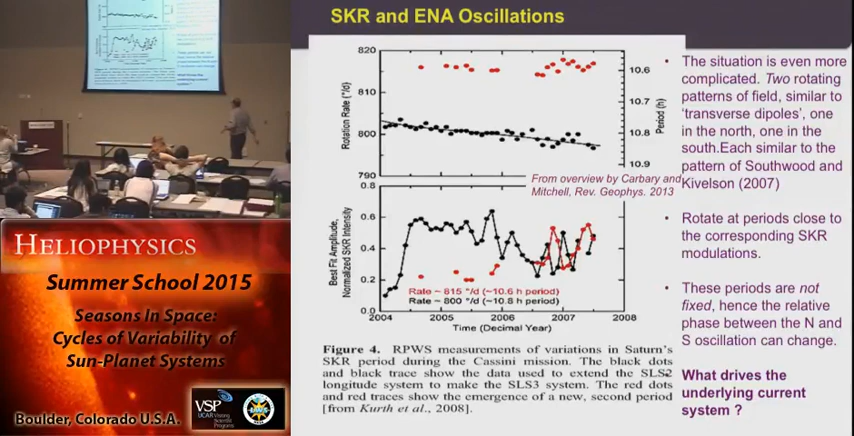 SKR and ENA Oscillations
820
810
800
790
Rotation Rate (°/d)
10.6
10.7
10.8
10.9
Period (h)
From overview by Carbary and
Mitchell, Rev. Geophys. 2013
0.8
0.6
0.4
0.2
0.0
Best Fit Amplitude,
Normalized SKR Intensity
Rate ~ 815 °/d (~10.6 h period)
Rate ~ 800 °/d (~10.8 h period)
2004
2005
2006
2007
2008
Time (Decimal Year)
Figure 4. RPWS measurements of variations in Saturn's
SKR period during the Cassini mission. The black dots
and black trace show the data used to extend the SLS2
longitude system to make the SLS3 system. The red dots
and red traces show the emergence of a new, second period
[from Kurth et al., 2008].
• The situation is even more
complicated. Two rotating
patterns of field, similar to
'transverse dipoles', one
in the north, one in the
south.Each similar to the
pattern of Southwood and
Kivelson (2007)
• Rotate at periods close to
the corresponding SKR
modulations.
• These periods are not
fixed, hence the relative
phase between the N and
S oscillation can change.
What drives the
underlying current
system ?
HELIOPHYSICS
Summer School 2015
Seasons In Space:
Cycles of Variability of
Sun-Planet Systems
Boulder, Colorado U.S.A.
VSP
UCAR Visiting
Scientist
Programs